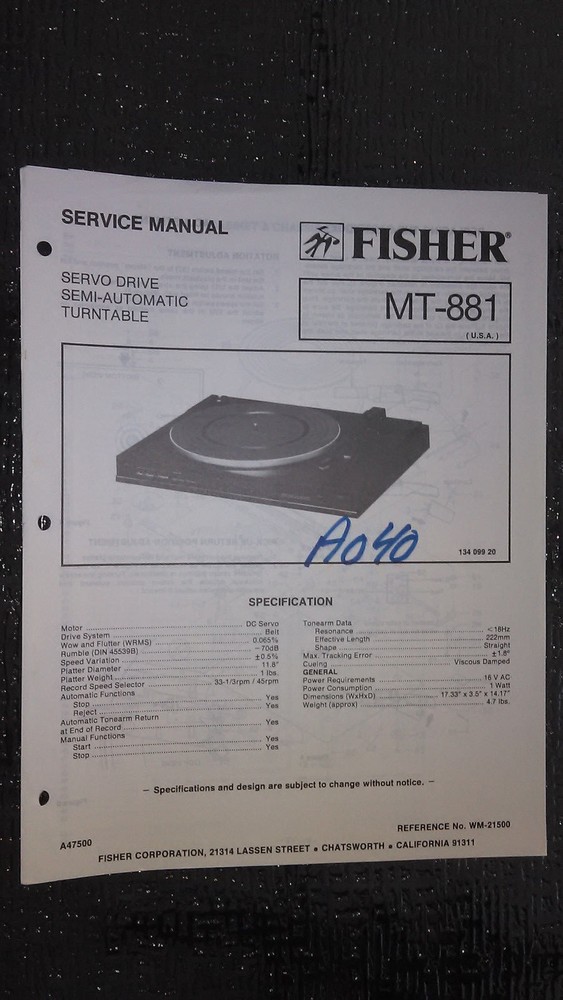 SERVICE MANUAL
FISHER®
SERVO DRIVE
SEMI-AUTOMATIC
TURNTABLE
MT-881
( U.S.A. )
A040
134 099 20
SPECIFICATION
Motor ........ DC Servo
Drive System ........ Belt
Wow and Flutter (WRMS) ........ 0.065%
Rumble (DIN 45539B) ........ −70dB
Speed Variation ........ ±0.5%
Platter Diameter ........ 11.8"
Platter Weight ........ 1 lbs.
Record Speed Selector ........ 33-1/3rpm / 45rpm
Automatic Functions
Stop ........ Yes
Reject ........ Yes
Automatic Tonearm Return
at End of Record ........ Yes
Manual Functions
Start ........ Yes
Stop ........ Yes
Tonearm Data
Resonance ........ <16Hz
Effective Length ........ 222mm
Shape ........ Straight
Max. Tracking Error ........ ±1.8°
Cueing ........ Viscous Damped
GENERAL
Power Requirements ........ 16 V AC
Power Consumption ........ 1 Watt
Dimensions (WxHxD) ........ 17.33" x 3.5" x 14.17"
Weight (approx) ........ 4.7 lbs.
— Specifications and design are subject to change without notice. —
REFERENCE No. WM-21500
A47500
FISHER CORPORATION, 21314 LASSEN STREET ■ CHATSWORTH ■ CALIFORNIA 91311